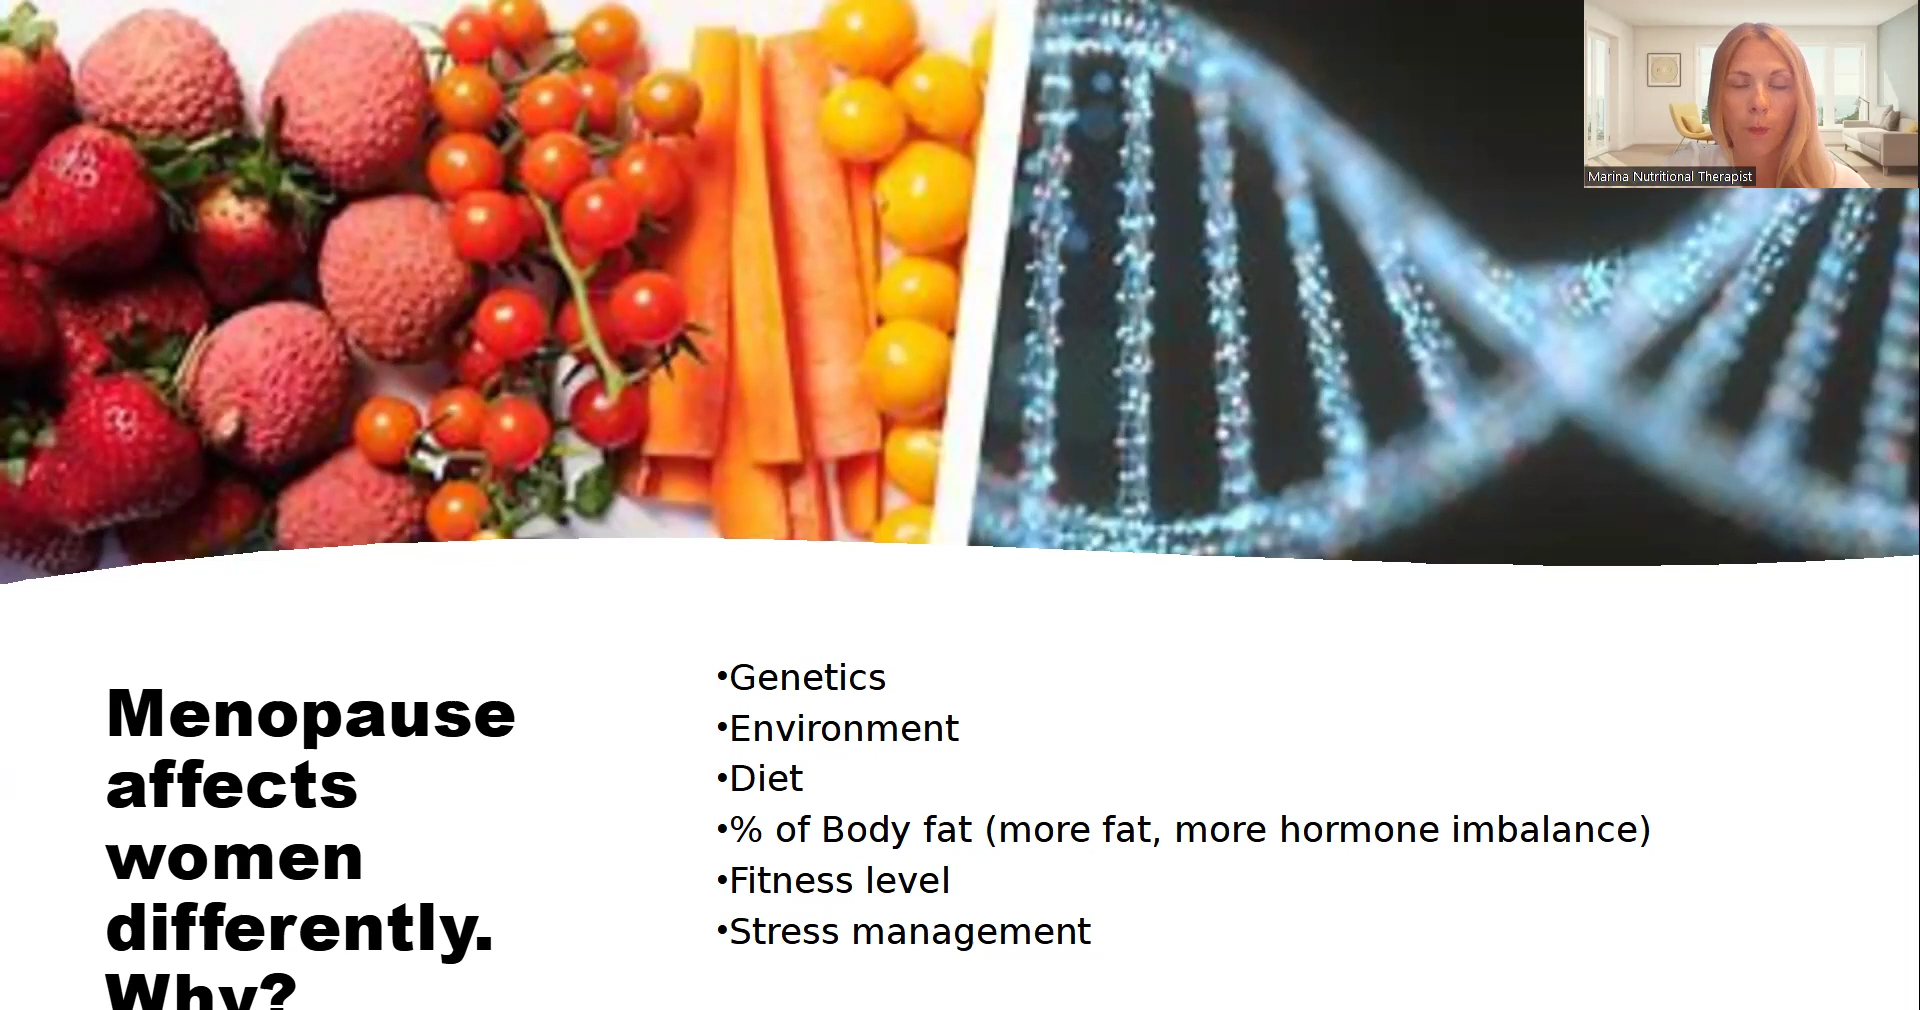 Marina Nutritional Therapist
Menopause
affects
women
differently.
Why?
•Genetics
•Environment
•Diet
•% of Body fat (more fat, more hormone imbalance)
•Fitness level
•Stress management